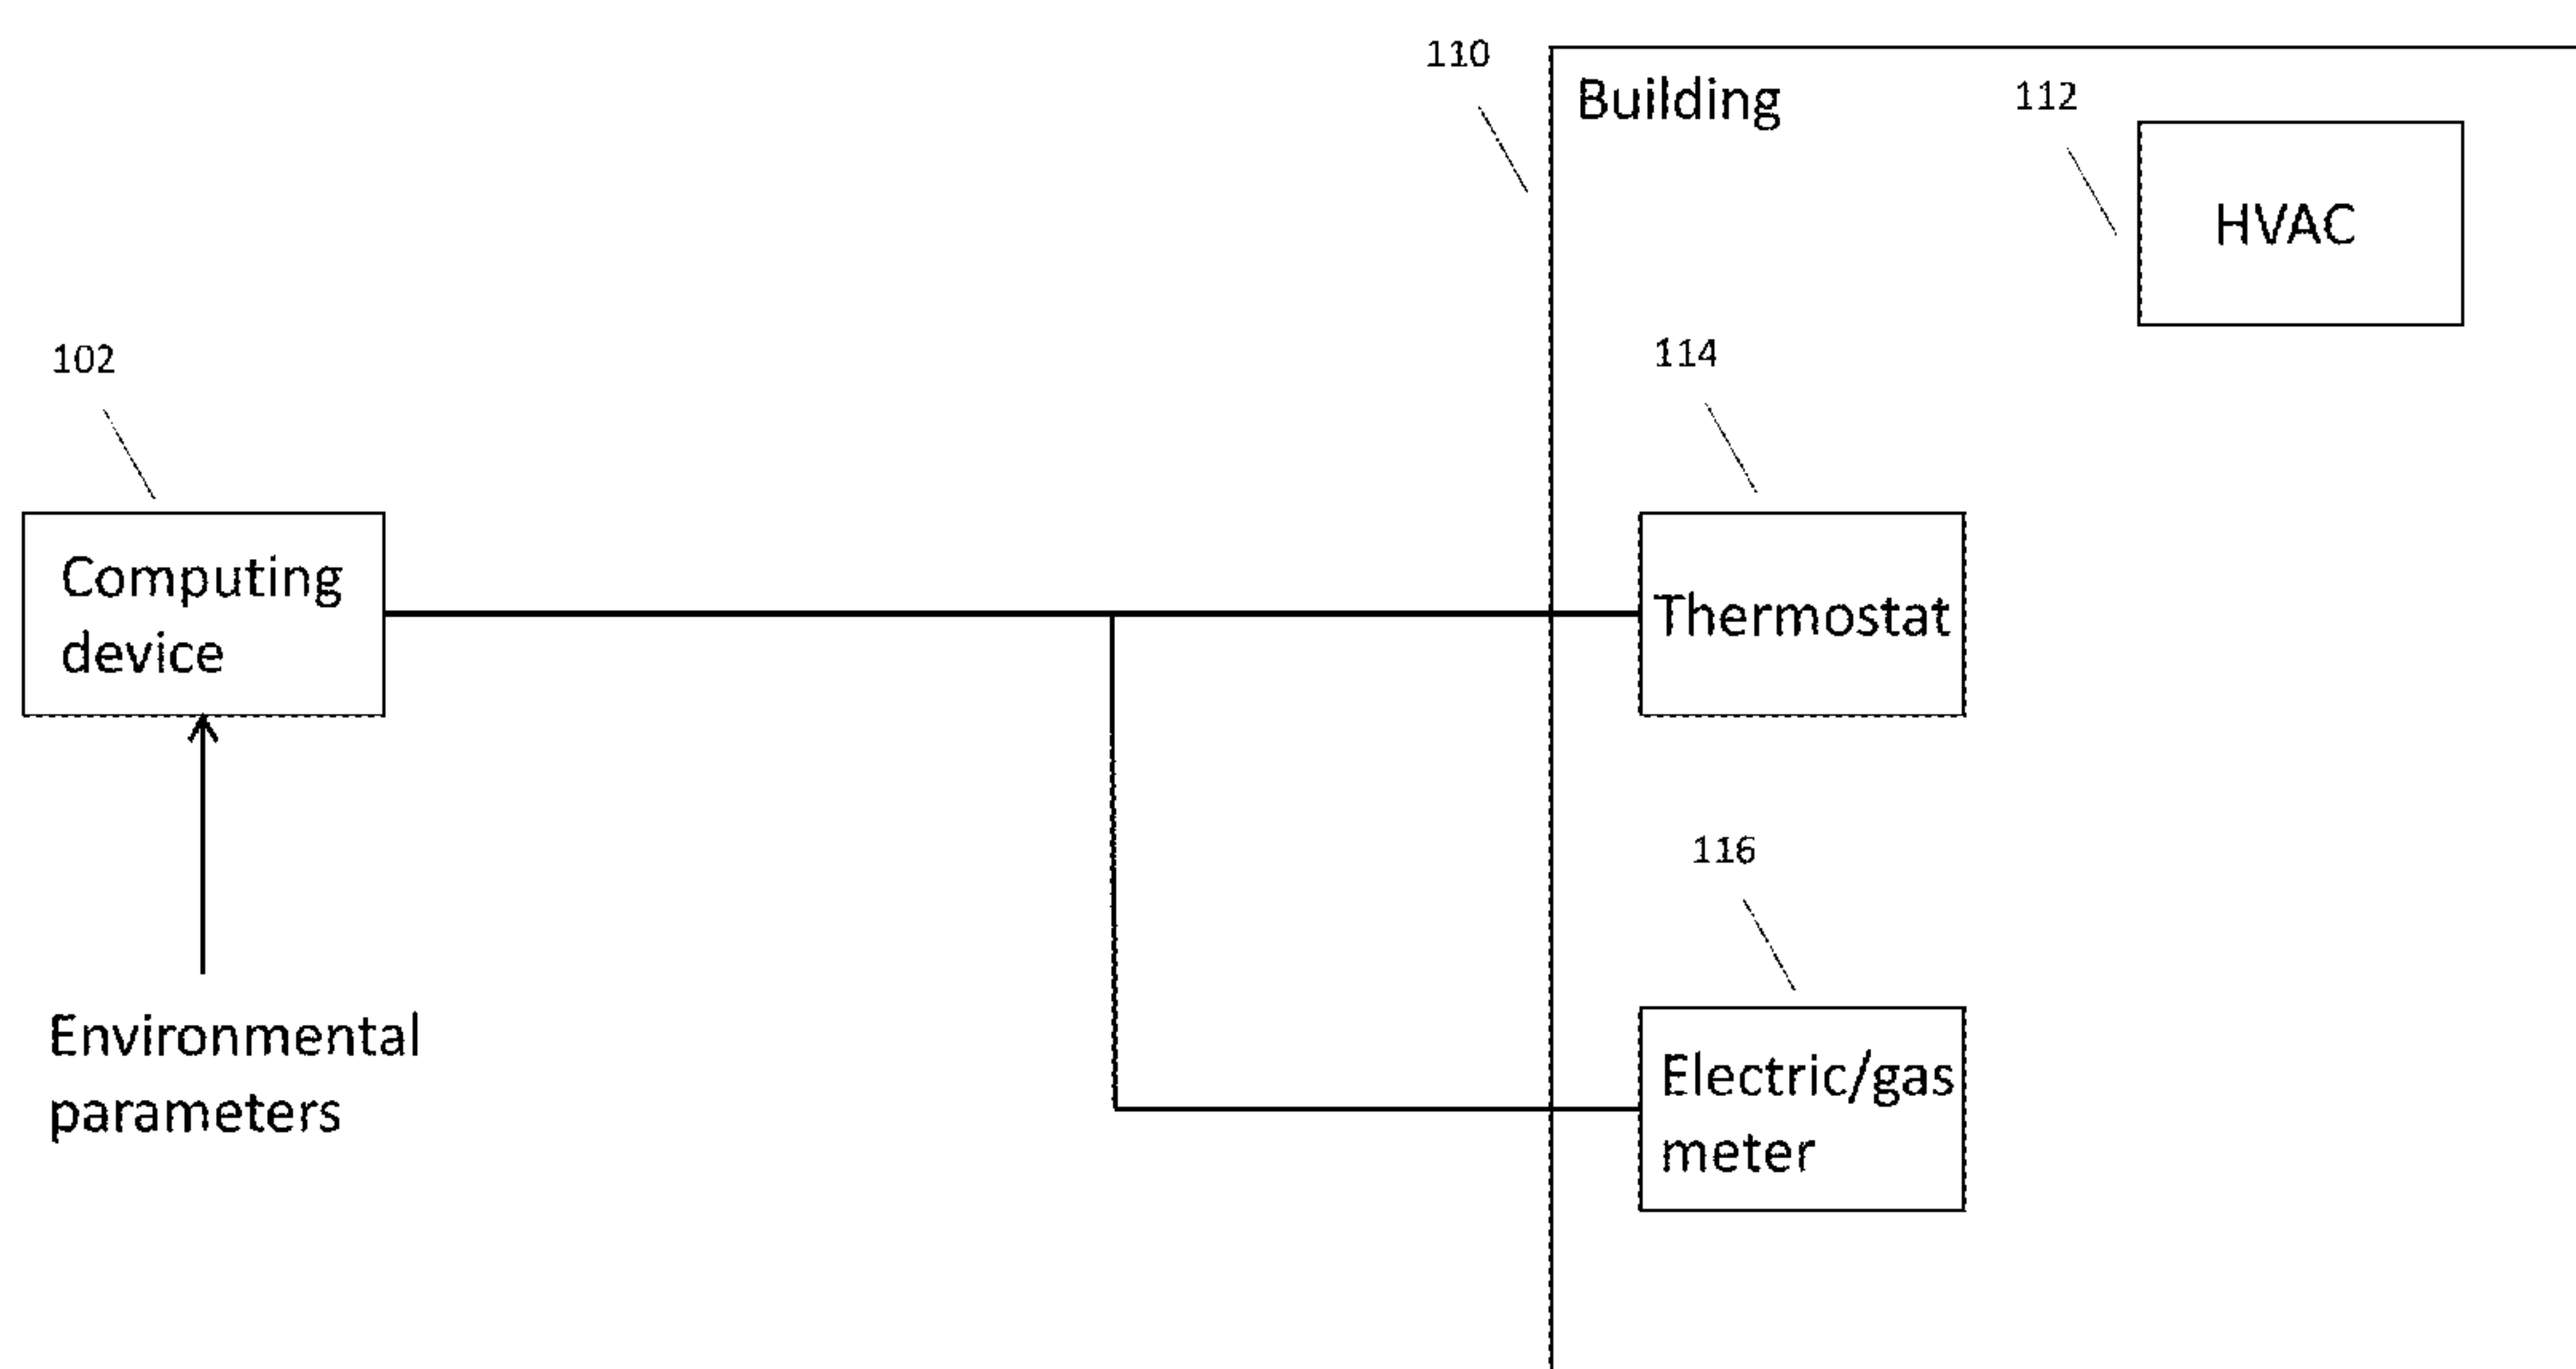 110
Building
112
HVAC
102
114
Computing
device
Thermostat
116
Environmental
parameters
Electric/gas
meter